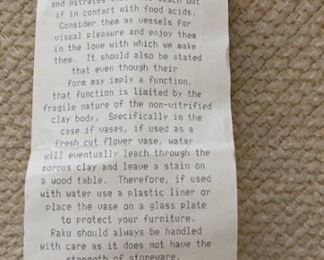 and nitrates
if in contact with food acids.
Consider them as vessels for
visual pleasure and enjoy them
in the love with which we make
them. It should also be stated
that even though their
form may imply a function,
that function is limited by the
fragile nature of the non-vitrified
clay body. Specifically in the
case if vases, if used as a
fresh cut flower vase, water
will eventually leach through the
porous clay and leave a stain on
a wood table. Therefore, if used
with water use a plastic liner or
place the vase on a glass plate
to protect your furniture.
Raku should always be handled
with care as it does not have the
strength of stoneware.